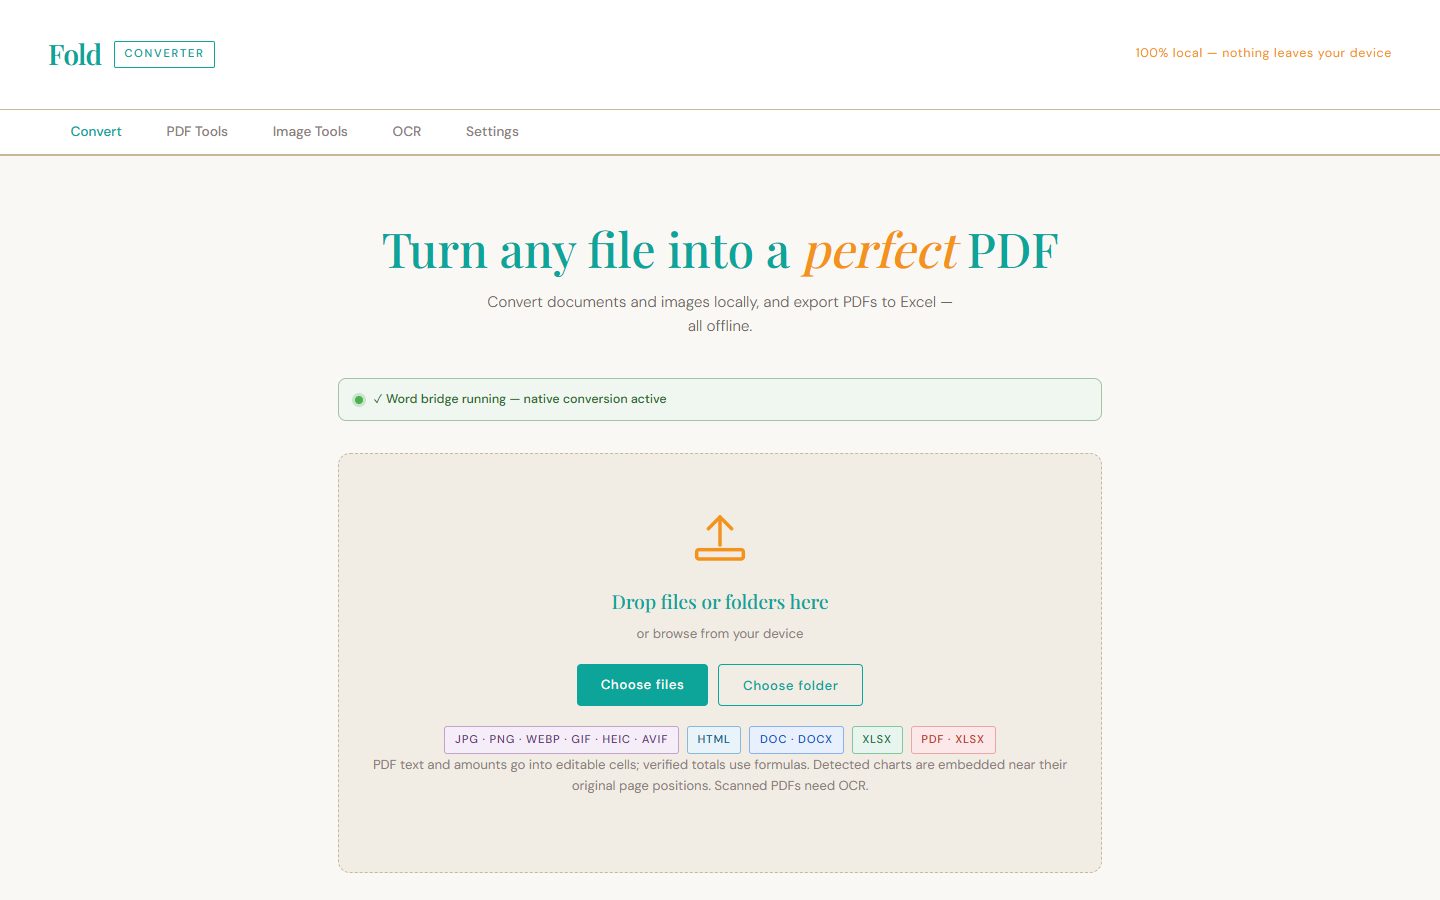 Fold CONVERTER
100% local — nothing leaves your device
Convert PDF Tools Image Tools OCR Settings
Turn any file into a perfect PDF
Convert documents and images locally, and export PDFs to Excel —
all offline.
✓ Word bridge running — native conversion active
Drop files or folders here
or browse from your device
Choose files Choose folder
JPG · PNG · WEBP · GIF · HEIC · AVIF HTML DOC · DOCX XLSX PDF · XLSX
PDF text and amounts go into editable cells; verified totals use formulas. Detected charts are embedded near their
original page positions. Scanned PDFs need OCR.